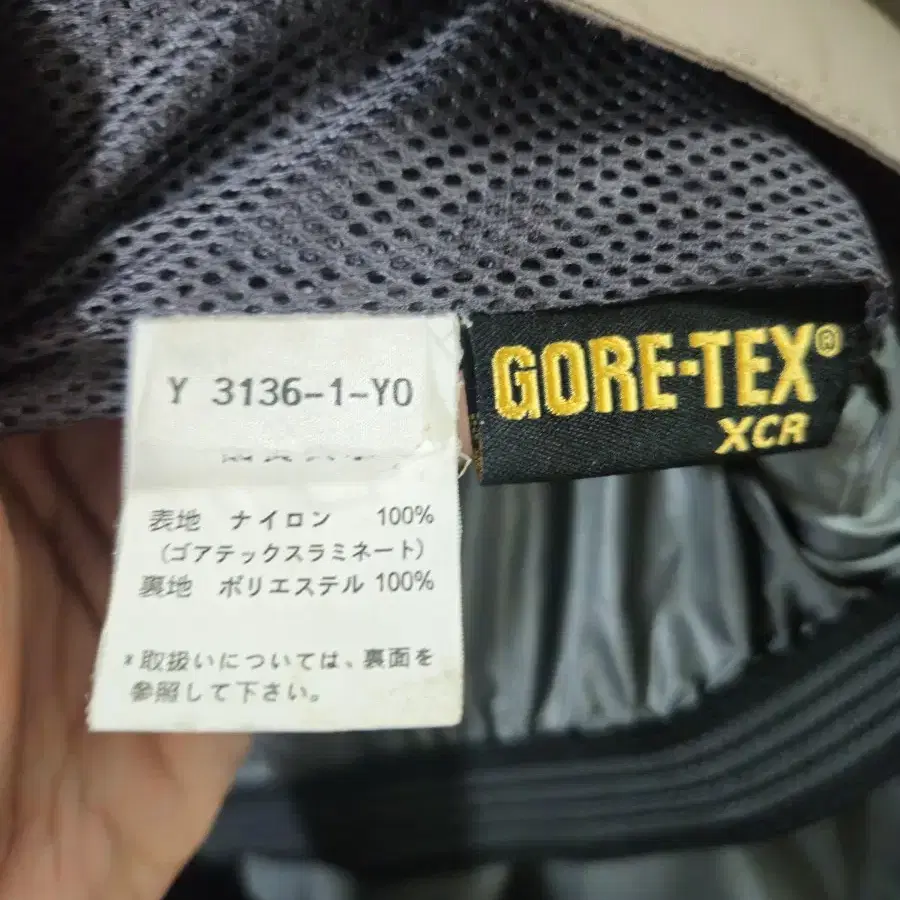 Y 3136-1-Y0
表地 ナイロン 100%
(ゴアテックスラミネート)
裏地 ポリエステル 100%
*取扱いについては、裏面を
参照して下さい。
GORE-TEX®
XCR